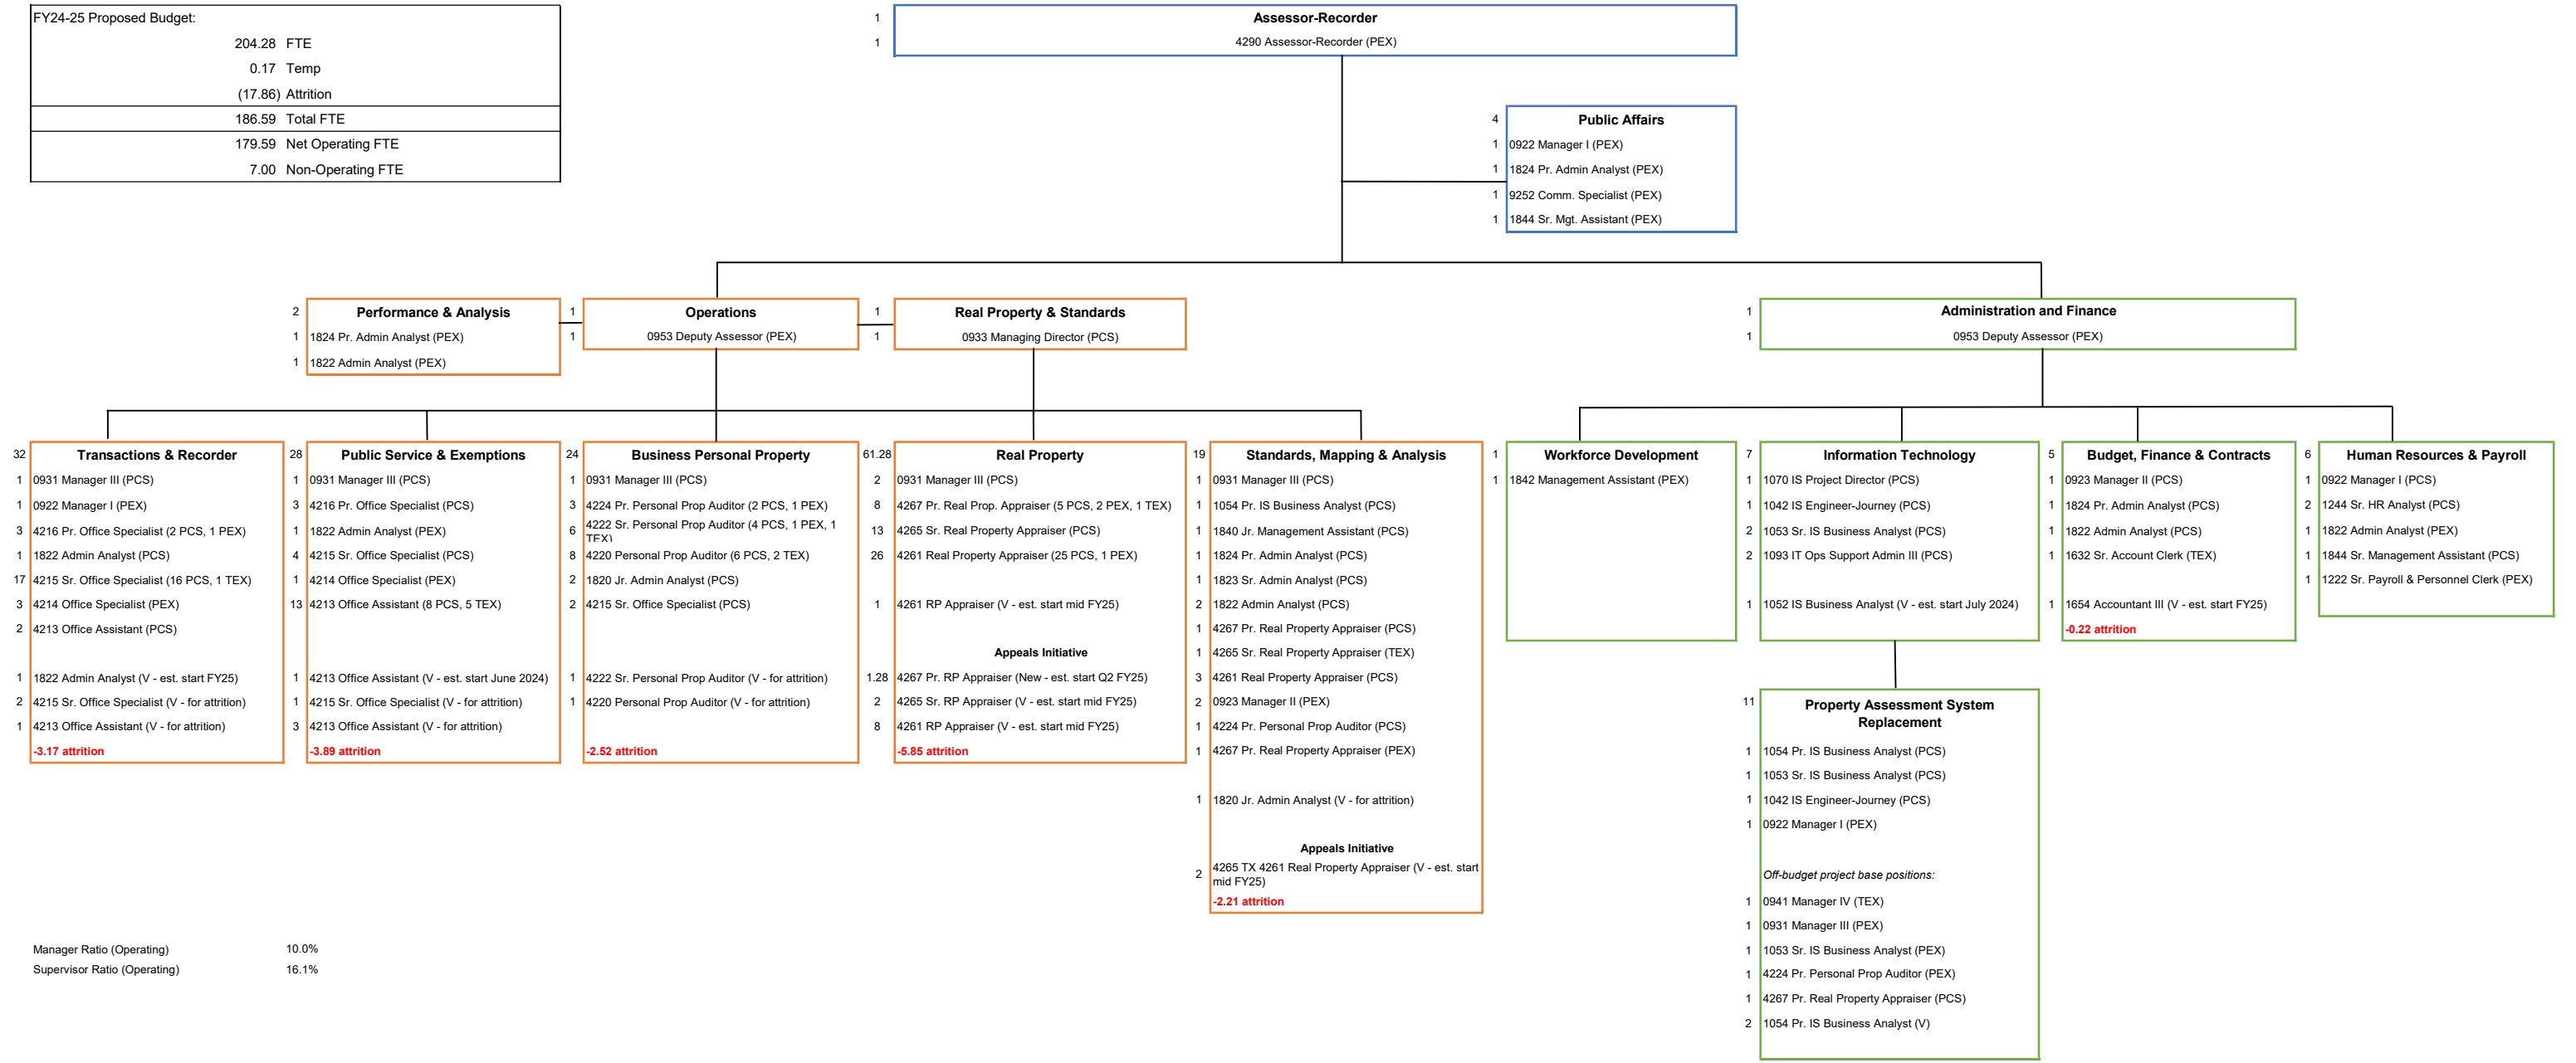 FY24-25 Proposed Budget:
204.28 FTE
0.17 Temp
(17.86) Attrition
186.59 Total FTE
179.59 Net Operating FTE
7.00 Non-Operating FTE
1 Assessor-Recorder
1 4290 Assessor-Recorder (PEX)
4 Public Affairs
1 0922 Manager I (PEX)
1 1824 Pr. Admin Analyst (PEX)
1 9252 Comm. Specialist (PEX)
1 1844 Sr. Mgt. Assistant (PEX)
2 Performance & Analysis
1 1824 Pr. Admin Analyst (PEX)
1 1822 Admin Analyst (PEX)
1 Operations
1 0953 Deputy Assessor (PEX)
1 Real Property & Standards
1 0933 Managing Director (PCS)
1 Administration and Finance
1 0953 Deputy Assessor (PEX)
32 Transactions & Recorder
1 0931 Manager III (PCS)
1 0922 Manager I (PEX)
3 4216 Pr. Office Specialist (2 PCS, 1 PEX)
1 1822 Admin Analyst (PCS)
17 4215 Sr. Office Specialist (16 PCS, 1 TEX)
3 4214 Office Specialist (PEX)
2 4213 Office Assistant (PCS)
1 1822 Admin Analyst (V - est. start FY25)
2 4215 Sr. Office Specialist (V - for attrition)
1 4213 Office Assistant (V - for attrition)
-3.17 attrition
28 Public Service & Exemptions
1 0931 Manager III (PCS)
3 4216 Pr. Office Specialist (PCS)
1 1822 Admin Analyst (PEX)
4 4215 Sr. Office Specialist (PCS)
1 4214 Office Specialist (PEX)
13 4213 Office Assistant (8 PCS, 5 TEX)
1 4213 Office Assistant (V - est. start June 2024)
1 4215 Sr. Office Specialist (V - for attrition)
3 4213 Office Assistant (V - for attrition)
-3.89 attrition
24 Business Personal Property
1 0931 Manager III (PCS)
3 4224 Pr. Personal Prop Auditor (2 PCS, 1 PEX)
6 4222 Sr. Personal Prop Auditor (4 PCS, 1 PEX, 1
TEX)
8 4220 Personal Prop Auditor (6 PCS, 2 TEX)
2 1820 Jr. Admin Analyst (PCS)
2 4215 Sr. Office Specialist (PCS)
1 4222 Sr. Personal Prop Auditor (V - for attrition)
1 4220 Personal Prop Auditor (V - for attrition)
-2.52 attrition
61.28 Real Property
2 0931 Manager III (PCS)
8 4267 Pr. Real Prop. Appraiser (5 PCS, 2 PEX, 1 TEX)
13 4265 Sr. Real Property Appraiser (PCS)
26 4261 Real Property Appraiser (25 PCS, 1 PEX)
1 4261 RP Appraiser (V - est. start mid FY25)
Appeals Initiative
1.28 4267 Pr. RP Appraiser (New - est. start Q2 FY25)
2 4265 Sr. RP Appraiser (V - est. start mid FY25)
8 4261 RP Appraiser (V - est. start mid FY25)
-5.85 attrition
19 Standards, Mapping & Analysis
1 0931 Manager III (PCS)
1 1054 Pr. IS Business Analyst (PCS)
1 1840 Jr. Management Assistant (PCS)
1 1824 Pr. Admin Analyst (PCS)
1 1823 Sr. Admin Analyst (PCS)
2 1822 Admin Analyst (PCS)
1 4267 Pr. Real Property Appraiser (PCS)
1 4265 Sr. Real Property Appraiser (TEX)
3 4261 Real Property Appraiser (PCS)
2 0923 Manager II (PEX)
1 4224 Pr. Personal Prop Auditor (PCS)
1 4267 Pr. Real Property Appraiser (PEX)
1 1820 Jr. Admin Analyst (V - for attrition)
Appeals Initiative
2 4265 TX 4261 Real Property Appraiser (V - est. start
mid FY25)
-2.21 attrition
1 Workforce Development
1 1842 Management Assistant (PEX)
7 Information Technology
1 1070 IS Project Director (PCS)
1 1042 IS Engineer-Journey (PCS)
2 1053 Sr. IS Business Analyst (PCS)
2 1093 IT Ops Support Admin III (PCS)
1 1052 IS Business Analyst (V - est. start July 2024)
5 Budget, Finance & Contracts
1 0923 Manager II (PCS)
1 1824 Pr. Admin Analyst (PCS)
1 1822 Admin Analyst (PCS)
1 1632 Sr. Account Clerk (TEX)
1 1654 Accountant III (V - est. start FY25)
-0.22 attrition
6 Human Resources & Payroll
1 0922 Manager I (PCS)
2 1244 Sr. HR Analyst (PCS)
1 1822 Admin Analyst (PEX)
1 1844 Sr. Management Assistant (PCS)
1 1222 Sr. Payroll & Personnel Clerk (PEX)
11 Property Assessment System
Replacement
1 1054 Pr. IS Business Analyst (PCS)
1 1053 Sr. IS Business Analyst (PCS)
1 1042 IS Engineer-Journey (PCS)
1 0922 Manager I (PEX)
Off-budget project base positions:
1 0941 Manager IV (TEX)
1 0931 Manager III (PEX)
1 1053 Sr. IS Business Analyst (PEX)
1 4224 Pr. Personal Prop Auditor (PEX)
1 4267 Pr. Real Property Appraiser (PCS)
2 1054 Pr. IS Business Analyst (V)
Manager Ratio (Operating) 10.0%
Supervisor Ratio (Operating) 16.1%